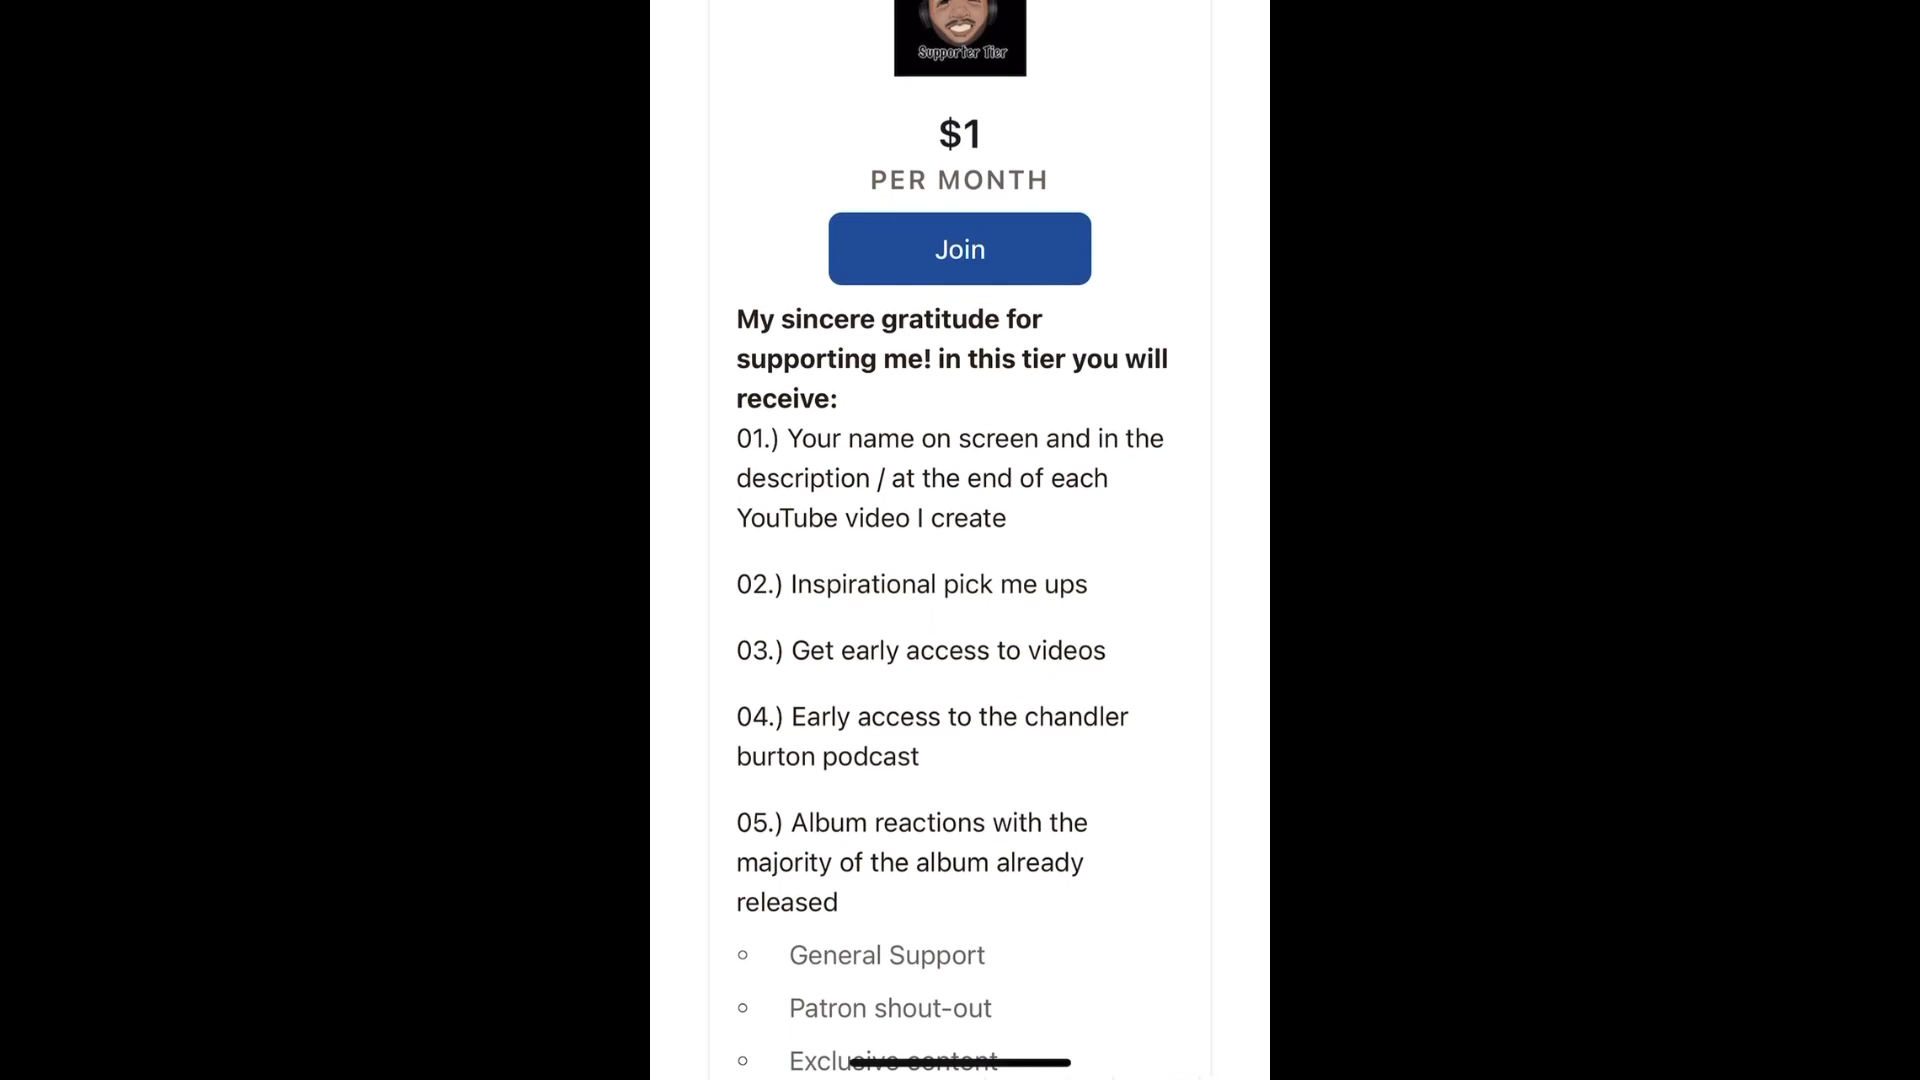 Supporter Tier
$1
PER MONTH
Join
My sincere gratitude for
supporting me! in this tier you will
receive:
01.) Your name on screen and in the
description / at the end of each
YouTube video I create
02.) Inspirational pick me ups
03.) Get early access to videos
04.) Early access to the chandler
burton podcast
05.) Album reactions with the
majority of the album already
released
General Support
Patron shout-out
Exclusive content